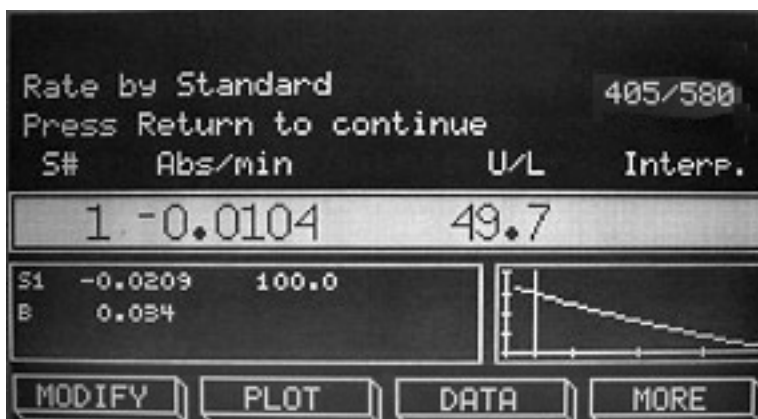 Rate by Standard
405/580
Press Return to continue
S# Abs/min U/L Interp.
1 -0.0104 49.7
S1 -0.0209 100.0
B 0.034
MODIFY PLOT DATA MORE